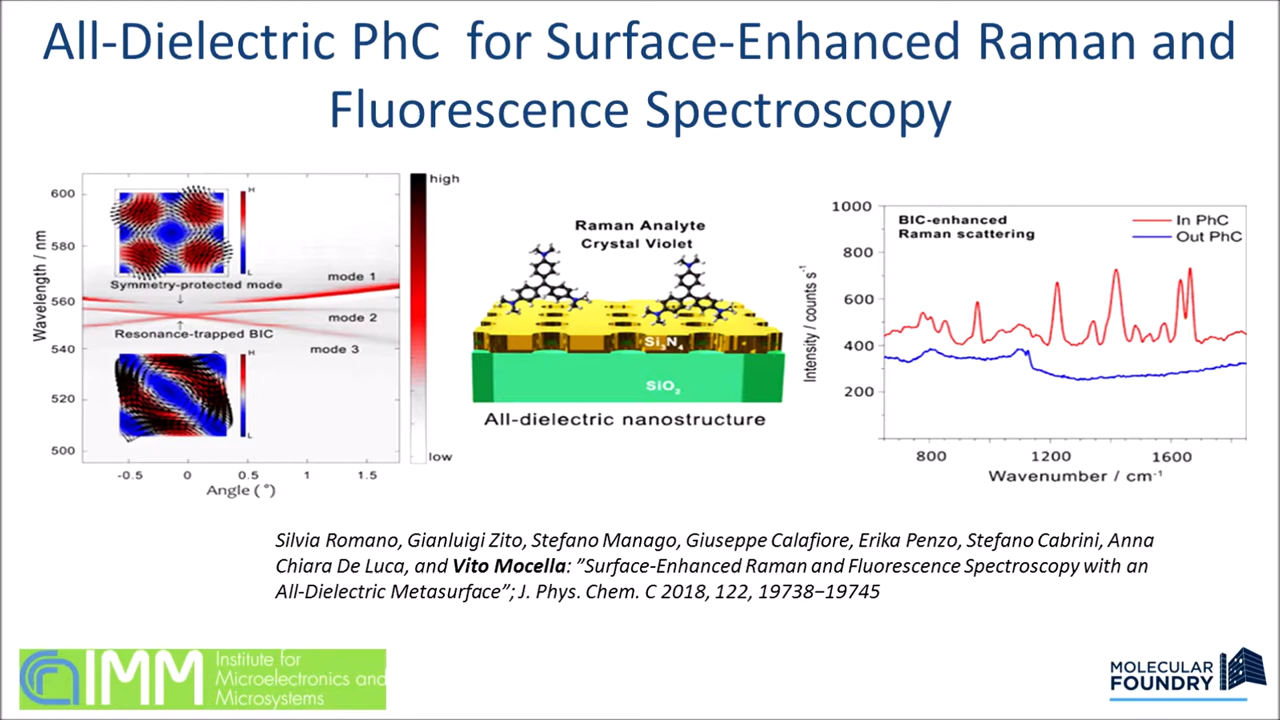 All-Dielectric PhC for Surface-Enhanced Raman and
Fluorescence Spectroscopy
600
580
560
540
520
500
Wavelength / nm
-0.5
0
0.5
1
1.5
Angle (°)
H
L
Symmetry-protected mode
Resonance-trapped BIC
H
L
mode 1
mode 2
mode 3
high
low
Raman Analyte
Crystal Violet
Si₃N₄
SiO₂
All-dielectric nanostructure
1000
800
600
400
200
Intensity / counts s⁻¹
BIC-enhanced
Raman scattering
In PhC
Out PhC
800
1200
1600
Wavenumber / cm⁻¹
Silvia Romano, Gianluigi Zito, Stefano Manago, Giuseppe Calafiore, Erika Penzo, Stefano Cabrini, Anna
Chiara De Luca, and Vito Mocella: ”Surface-Enhanced Raman and Fluorescence Spectroscopy with an
All-Dielectric Metasurface”; J. Phys. Chem. C 2018, 122, 19738−19745
IMM
Institute for
Microelectronics and
Microsystems
MOLECULAR
FOUNDRY